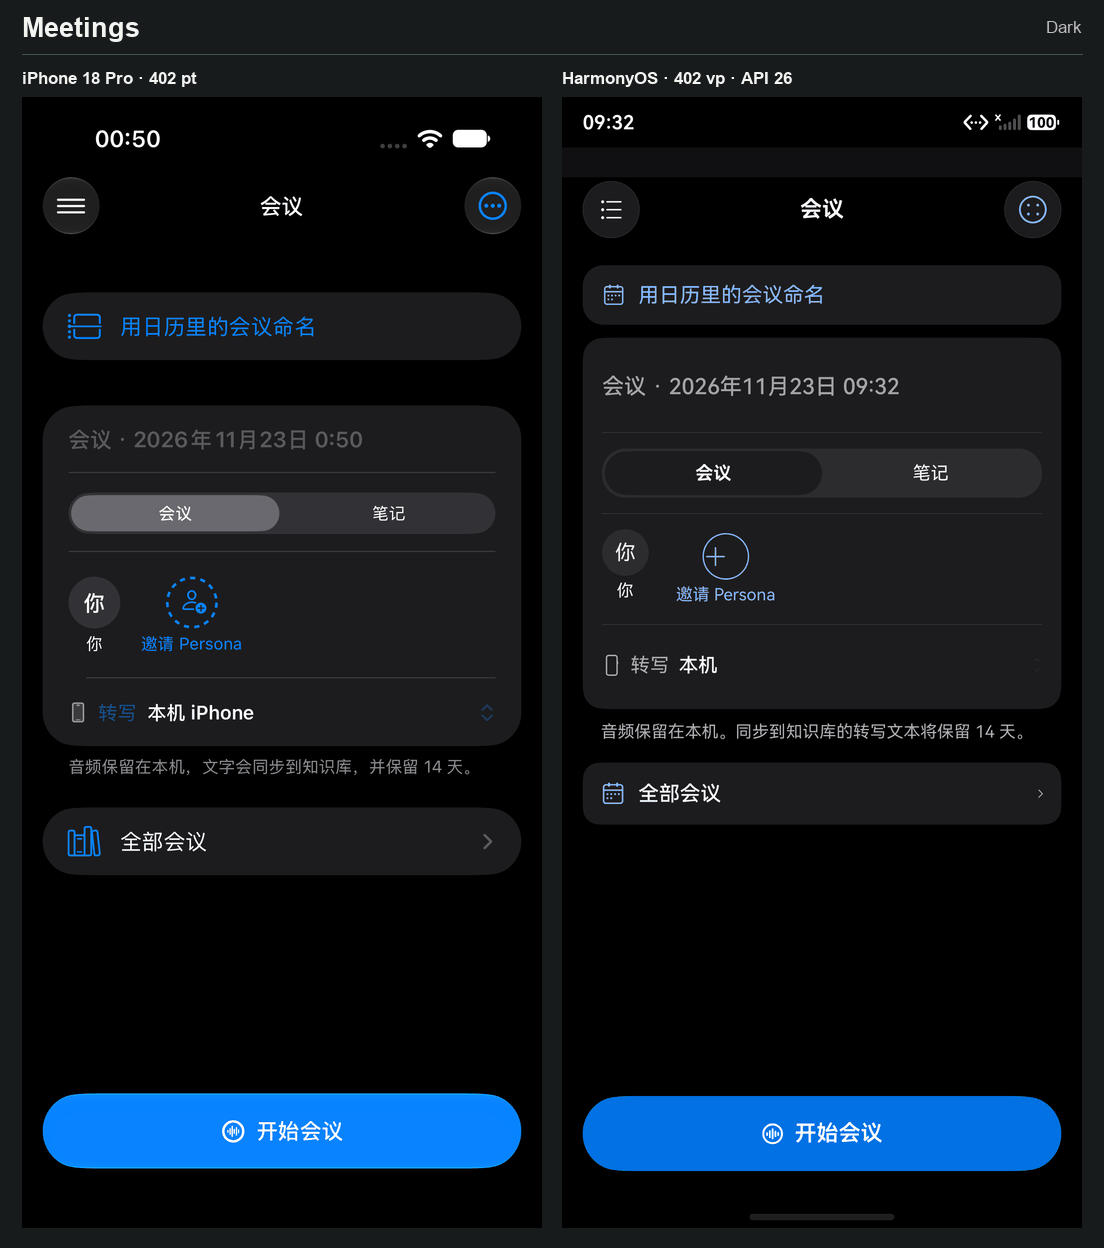 Meetings
Dark
iPhone 18 Pro · 402 pt
00:50
会议
用日历里的会议命名
会议 · 2026年11月23日 0:50
会议
笔记
你
你
邀请 Persona
转写 本机 iPhone
音频保留在本机，文字会同步到知识库，并保留 14 天。
全部会议
开始会议
HarmonyOS · 402 vp · API 26
09:32
100
会议
用日历里的会议命名
会议 · 2026年11月23日 09:32
会议
笔记
你
你
邀请 Persona
转写 本机
音频保留在本机。同步到知识库的转写文本将保留 14 天。
全部会议
开始会议